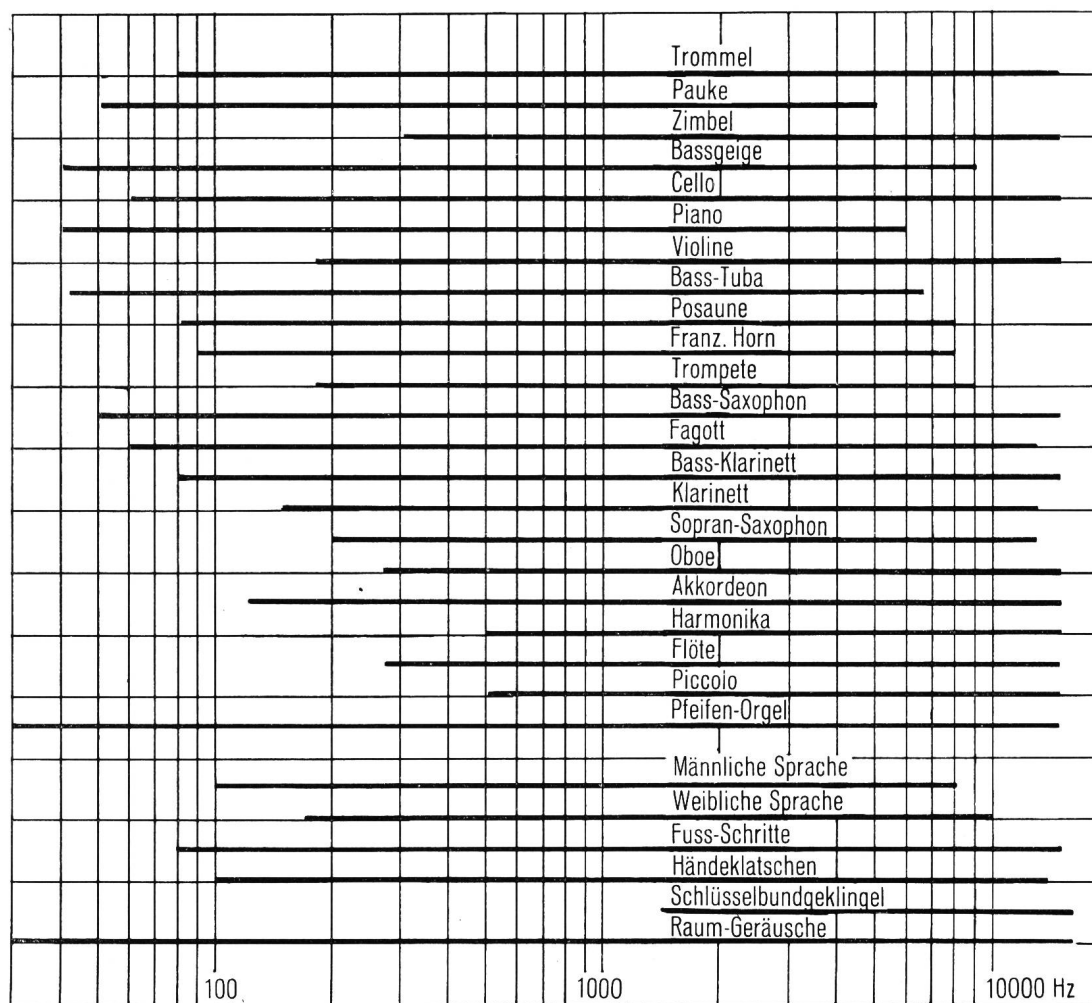 Trommel
Pauke
Zimbel
Bassgeige
Cello
Piano
Violine
Bass-Tuba
Posaune
Franz. Horn
Trompete
Bass-Saxophon
Fagott
Bass-Klarinett
Klarinett
Sopran-Saxophon
Oboe
Akkordeon
Harmonika
Flöte
Piccolo
Pfeifen-Orgel
Männliche Sprache
Weibliche Sprache
Fuss-Schritte
Händeklatschen
Schlüsselbundgeklingel
Raum-Geräusche
100 1000 10000 Hz